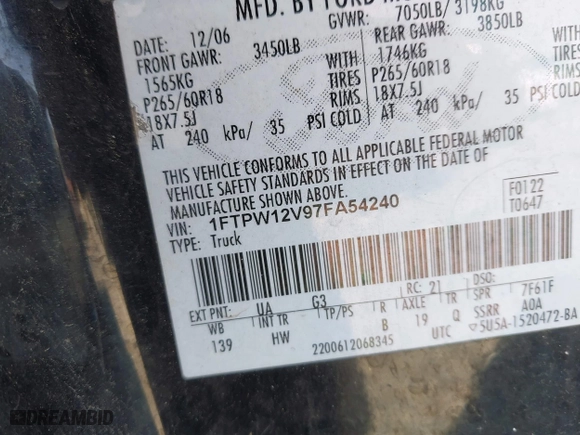 MFD. BY FORD MO
GVWR: 7050LB/ 3198KG
DATE: 12/06
FRONT GAWR: 3450LB
REAR GAWR: 3850LB
1565KG WITH
1746KG WITH
P265/60R18 TIRES
P265/60R18 TIRES
18X7.5J RIMS
18X7.5J RIMS
AT 240 kPa/ 35 PSI COLD
AT 240 kPa/ 35 PSI COLD
THIS VEHICLE CONFORMS TO ALL APPLICABLE FEDERAL MOTOR
VEHICLE SAFETY STANDARDS IN EFFECT ON THE DATE OF
MANUFACTURE SHOWN ABOVE.
VIN: 1FTPW12V97FA54240
TYPE: Truck
F0122
T0647
EXT PNT: UA G3 RC: 21 DSO:
WB INT TR TP/PS R AXLE TR SPR 7F61F
139 HW B 19 Q SSRR AOA
2200612068345 UTC 5U5A-1520472-BA
DREAMBID